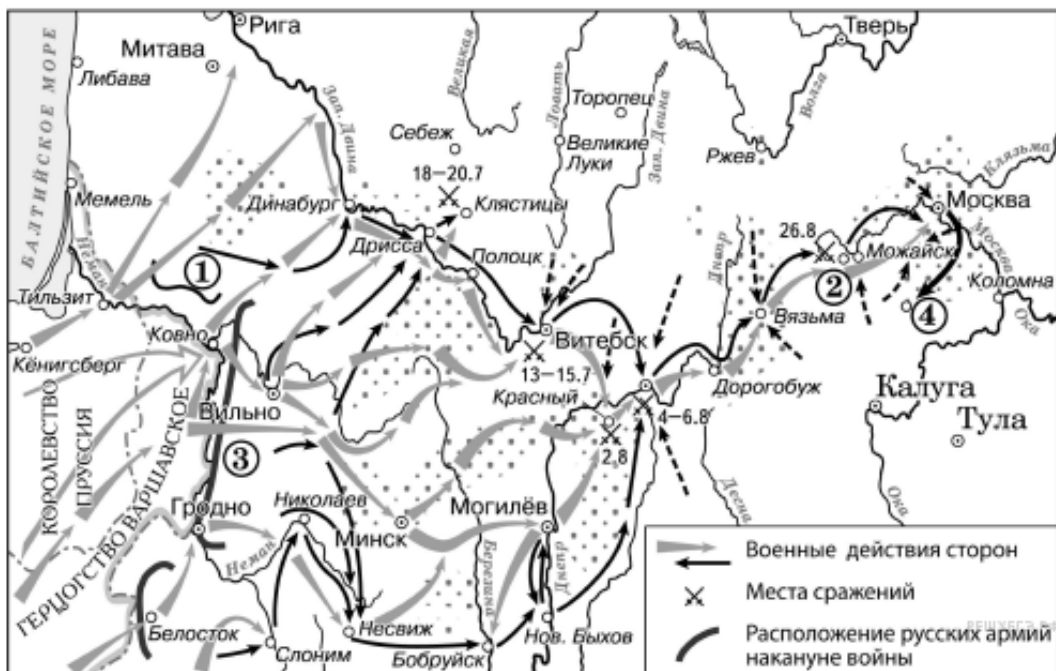 Рига
Тверь
Митава
Либава
БАЛТИЙСКОЕ МОРЕ
Зап. Двина
Великая
Ловать
Торопец
Волга
Себеж
Великие
Луки
Зап. Двина
Ржев
Клязьма
18–20.7
Мемель
Динабург
Клястицы
Москва
Неман
Дрисса
26.8
Можайск
Москва
1
Полоцк
Днепр
2
Коломна
Тильзит
Ковно
Витебск
Вязьма
4
Ока
Кёнигсберг
13–15.7
Дорогобуж
Вильно
Красный
4–6.8
Калуга
Тула
КОРОЛЕВСТВО
ПРУССИЯ
ГЕРЦОГСТВО ВАРШАВСКОЕ
3
2.8
Николаев
Гродно
Минск
Могилёв
Десна
Ока
Неман
Березина
Днепр
Белосток
Несвиж
Нов. Быхов
Слоним
Бобруйск
Военные действия сторон
Места сражений
Расположение русских армий
накануне войны
РЕШУЕГЭ.РФ